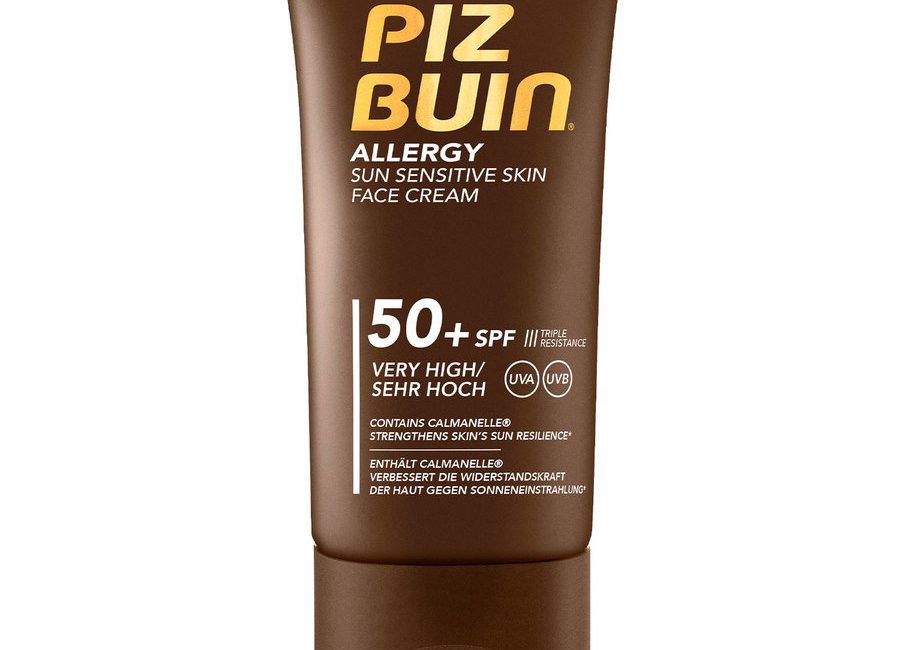 PIZ
BUIN®
ALLERGY
SUN SENSITIVE SKIN
FACE CREAM
50+ SPF
TRIPLE
RESISTANCE
VERY HIGH/
SEHR HOCH
UVA UVB
CONTAINS CALMANELLE®
STRENGTHENS SKIN'S SUN RESILIENCE*
ENTHÄLT CALMANELLE®
VERBESSERT DIE WIDERSTANDSKRAFT
DER HAUT GEGEN SONNENEINSTRAHLUNG*